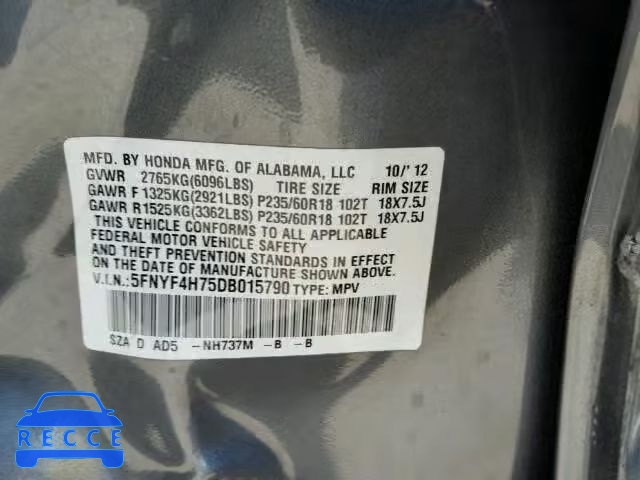 MFD. BY HONDA MFG. OF ALABAMA, LLC 10/'12
GVWR 2765KG(6096LBS) TIRE SIZE RIM SIZE
GAWR F 1325KG(2921LBS) P235/60R18 102T 18X7.5J
GAWR R1525KG(3362LBS) P235/60R18 102T 18X7.5J
THIS VEHICLE CONFORMS TO ALL APPLICABLE
FEDERAL MOTOR VEHICLE SAFETY
AND THEFT PREVENTION STANDARDS IN EFFECT
ON THE DATE OF MANUFACTURE SHOWN ABOVE.
V.I.N.:5FNYF4H75DB015790 TYPE: MPV
SZA D AD5 -NH737M -B -B
RECCE